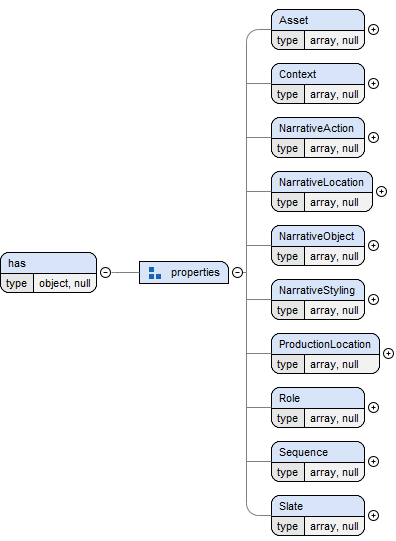 Asset
type array, null
Context
type array, null
NarrativeAction
type array, null
NarrativeLocation
type array, null
has
type object, null
properties
NarrativeObject
type array, null
NarrativeStyling
type array, null
ProductionLocation
type array, null
Role
type array, null
Sequence
type array, null
Slate
type array, null